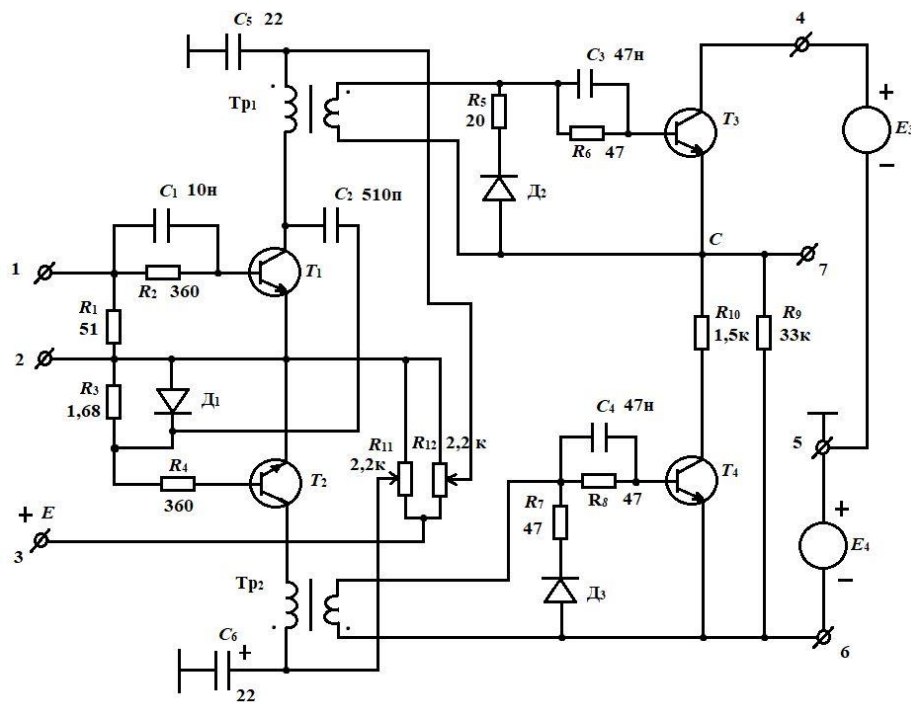 C5 22
4
C3 47н
Тр1
R5
20
T3
+
E3
−
R6 47
C1 10н
C2 510п
Д2
C
1
T1
7
R2 360
R1
51
R10
1,5к
R9
33к
2
R3
1,68
Д1
C4 47н
R11
2,2к
R12
2,2 к
5
R4
360
T2
R7
47
R8 47
T4
+ E
3
+
E4
−
Тр2
Д3
C6 +
22
6